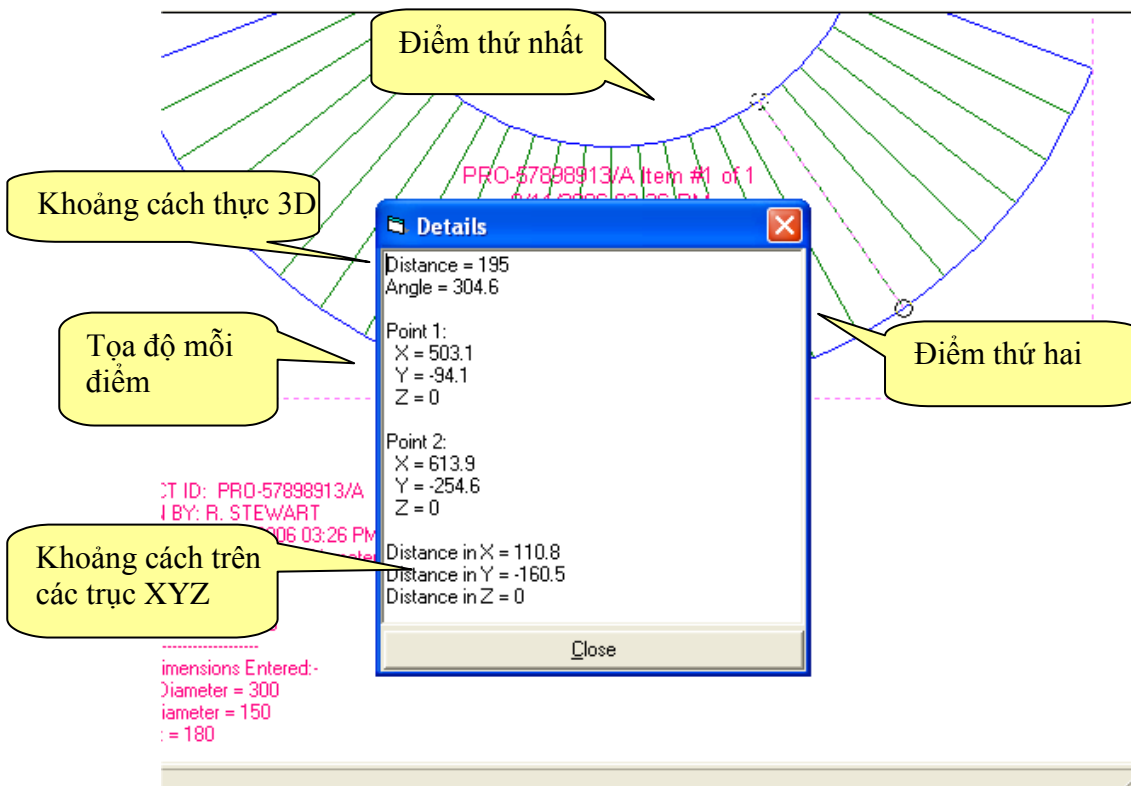 Điểm thứ nhất
PRO-57898913/A Item #1 of 1
Khoảng cách thực 3D
Details
Distance = 195
Angle = 304.6
Point 1:
X = 503.1
Y = -94.1
Z = 0
Tọa độ mỗi
điểm
Điểm thứ hai
Point 2:
X = 613.9
Y = -254.6
Z = 0
CT ID: PRO-57898913/A
N BY: R. STEWART
006 03:26 PM
Khoảng cách trên
các trục XYZ
Distance in X = 110.8
Distance in Y = -160.5
Distance in Z = 0
Close
-------------------
imensions Entered:-
Diameter = 300
iameter = 150
: = 180